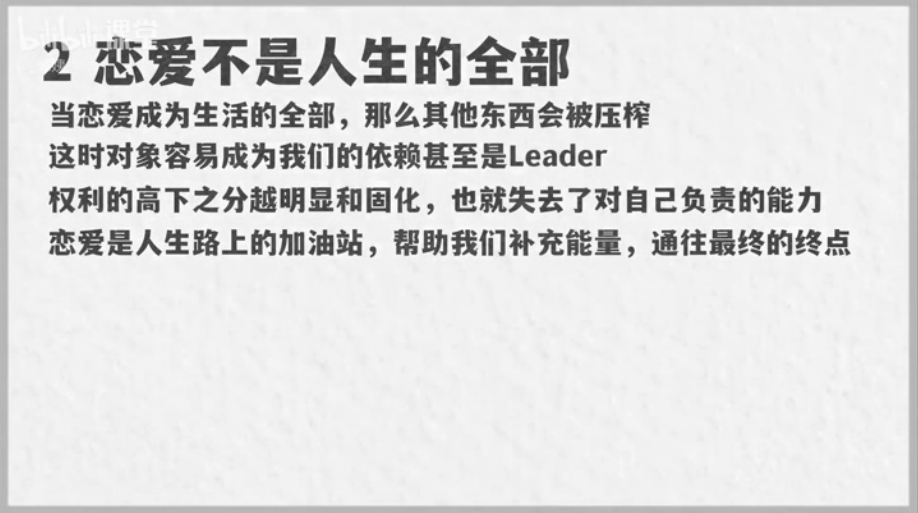 bilibili课堂
2 恋爱不是人生的全部
当恋爱成为生活的全部，那么其他东西会被压榨
这时对象容易成为我们的依赖甚至是Leader
权利的高下之分越明显和固化，也就失去了对自己负责的能力
恋爱是人生路上的加油站，帮助我们补充能量，通往最终的终点